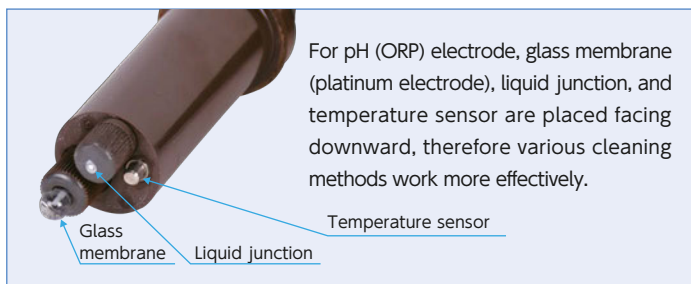 For pH (ORP) electrode, glass membrane
(platinum electrode), liquid junction, and
temperature sensor are placed facing
downward, therefore various cleaning
methods work more effectively.
Temperature sensor
Glass
membrane
Liquid junction